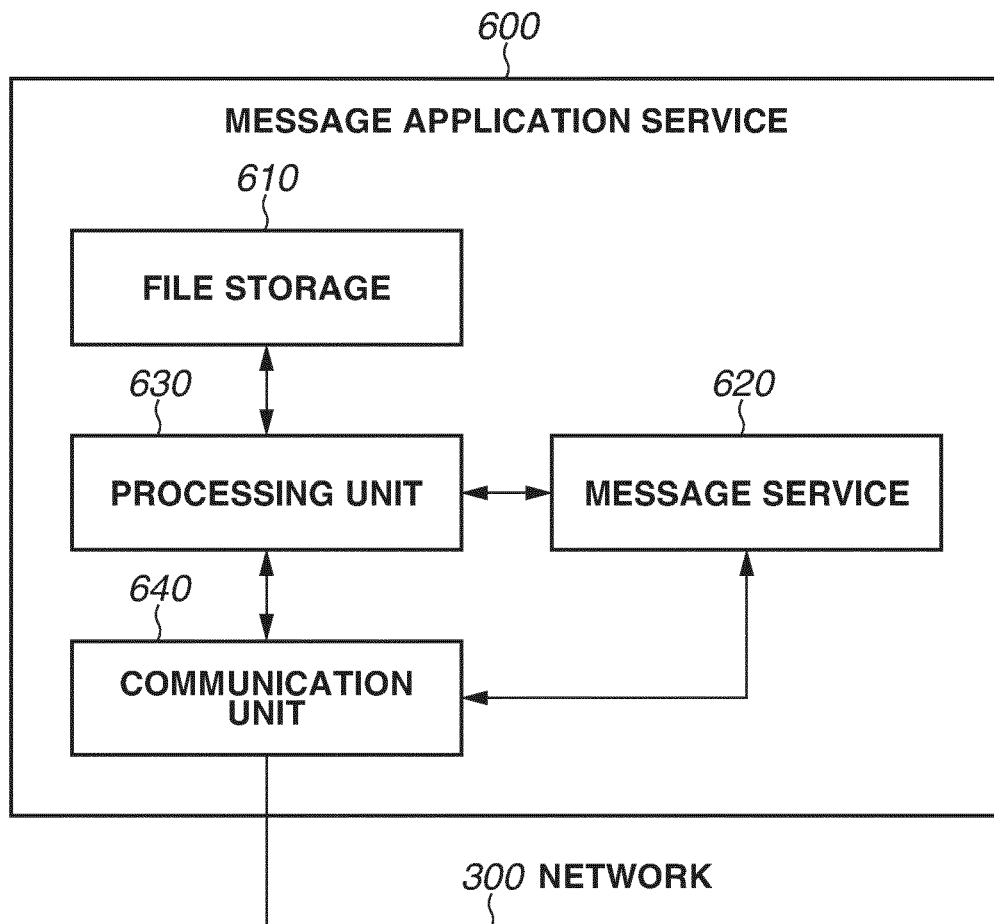 600
MESSAGE APPLICATION SERVICE
610
FILE STORAGE
630
620
PROCESSING UNIT
MESSAGE SERVICE
640
COMMUNICATION
UNIT
300 NETWORK